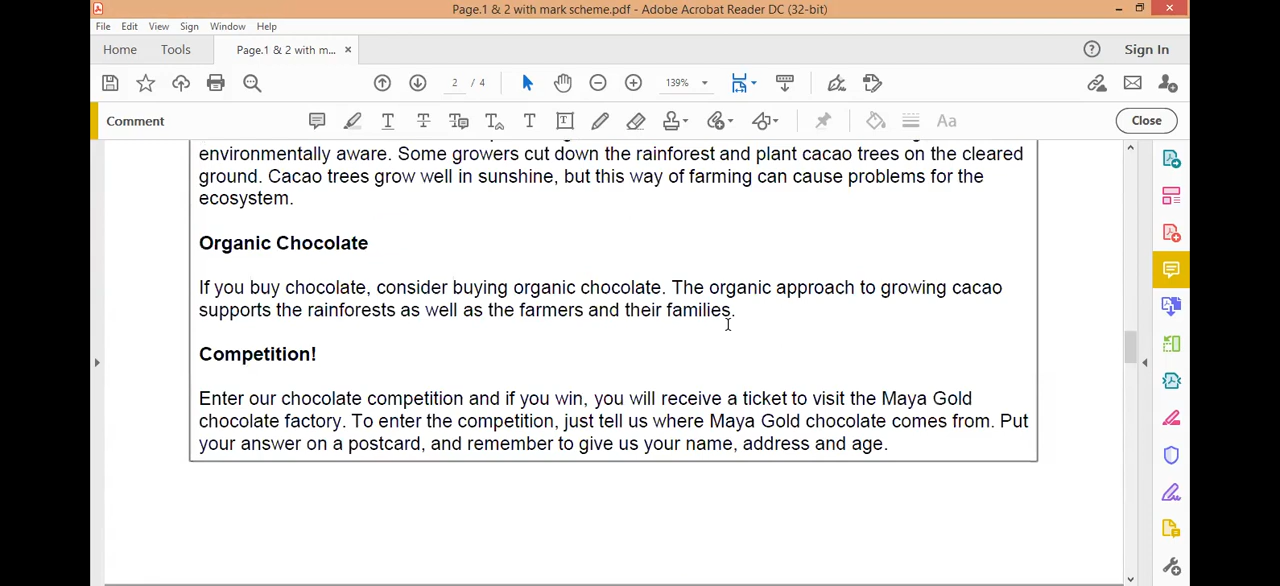 Page.1 & 2 with mark scheme.pdf - Adobe Acrobat Reader DC (32-bit)
File Edit View Sign Window Help
Home Tools Page.1 & 2 with m... Sign In
2 / 4 139%
Comment Close
environmentally aware. Some growers cut down the rainforest and plant cacao trees on the cleared
ground. Cacao trees grow well in sunshine, but this way of farming can cause problems for the
ecosystem.
Organic Chocolate
If you buy chocolate, consider buying organic chocolate. The organic approach to growing cacao
supports the rainforests as well as the farmers and their families.
Competition!
Enter our chocolate competition and if you win, you will receive a ticket to visit the Maya Gold
chocolate factory. To enter the competition, just tell us where Maya Gold chocolate comes from. Put
your answer on a postcard, and remember to give us your name, address and age.